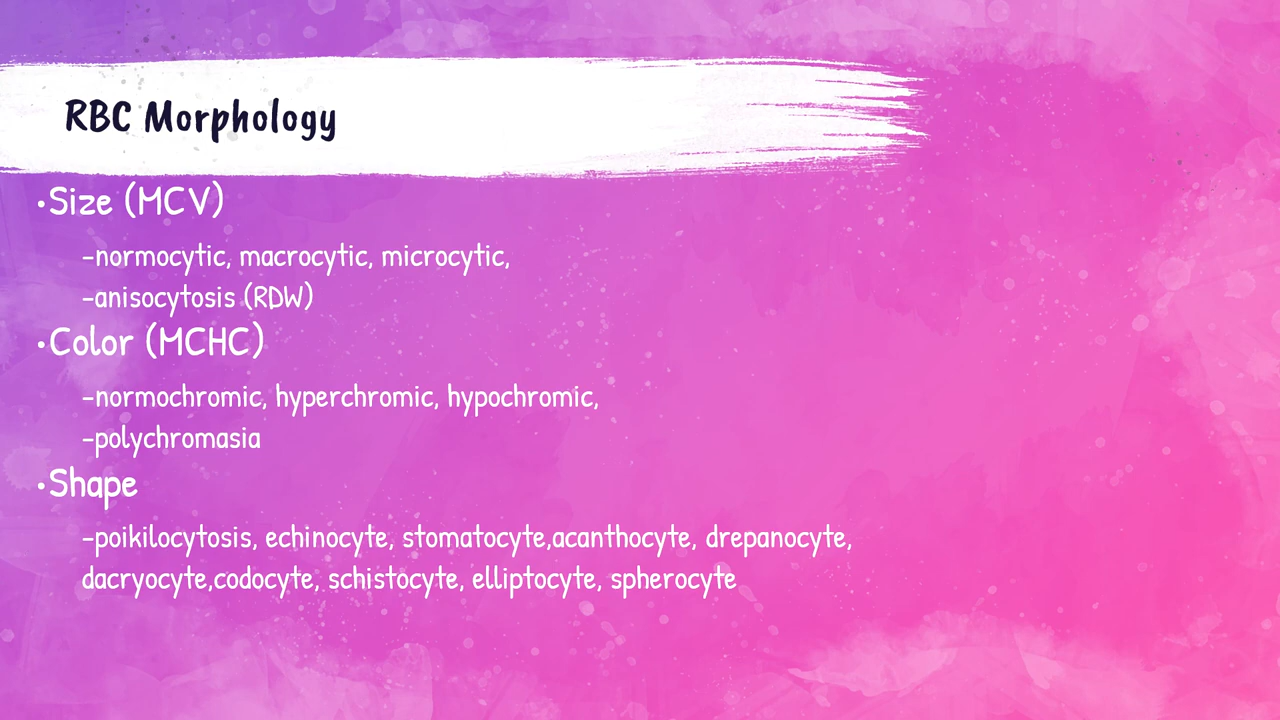 RBC Morphology
•Size (MCV)
-normocytic, macrocytic, microcytic,
-anisocytosis (RDW)
•Color (MCHC)
-normochromic, hyperchromic, hypochromic,
-polychromasia
•Shape
-poikilocytosis, echinocyte, stomatocyte,acanthocyte, drepanocyte,
dacryocyte,codocyte, schistocyte, elliptocyte, spherocyte